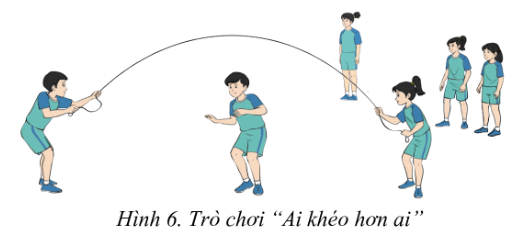 Hình 6. Trò chơi “Ai khéo hơn ai”